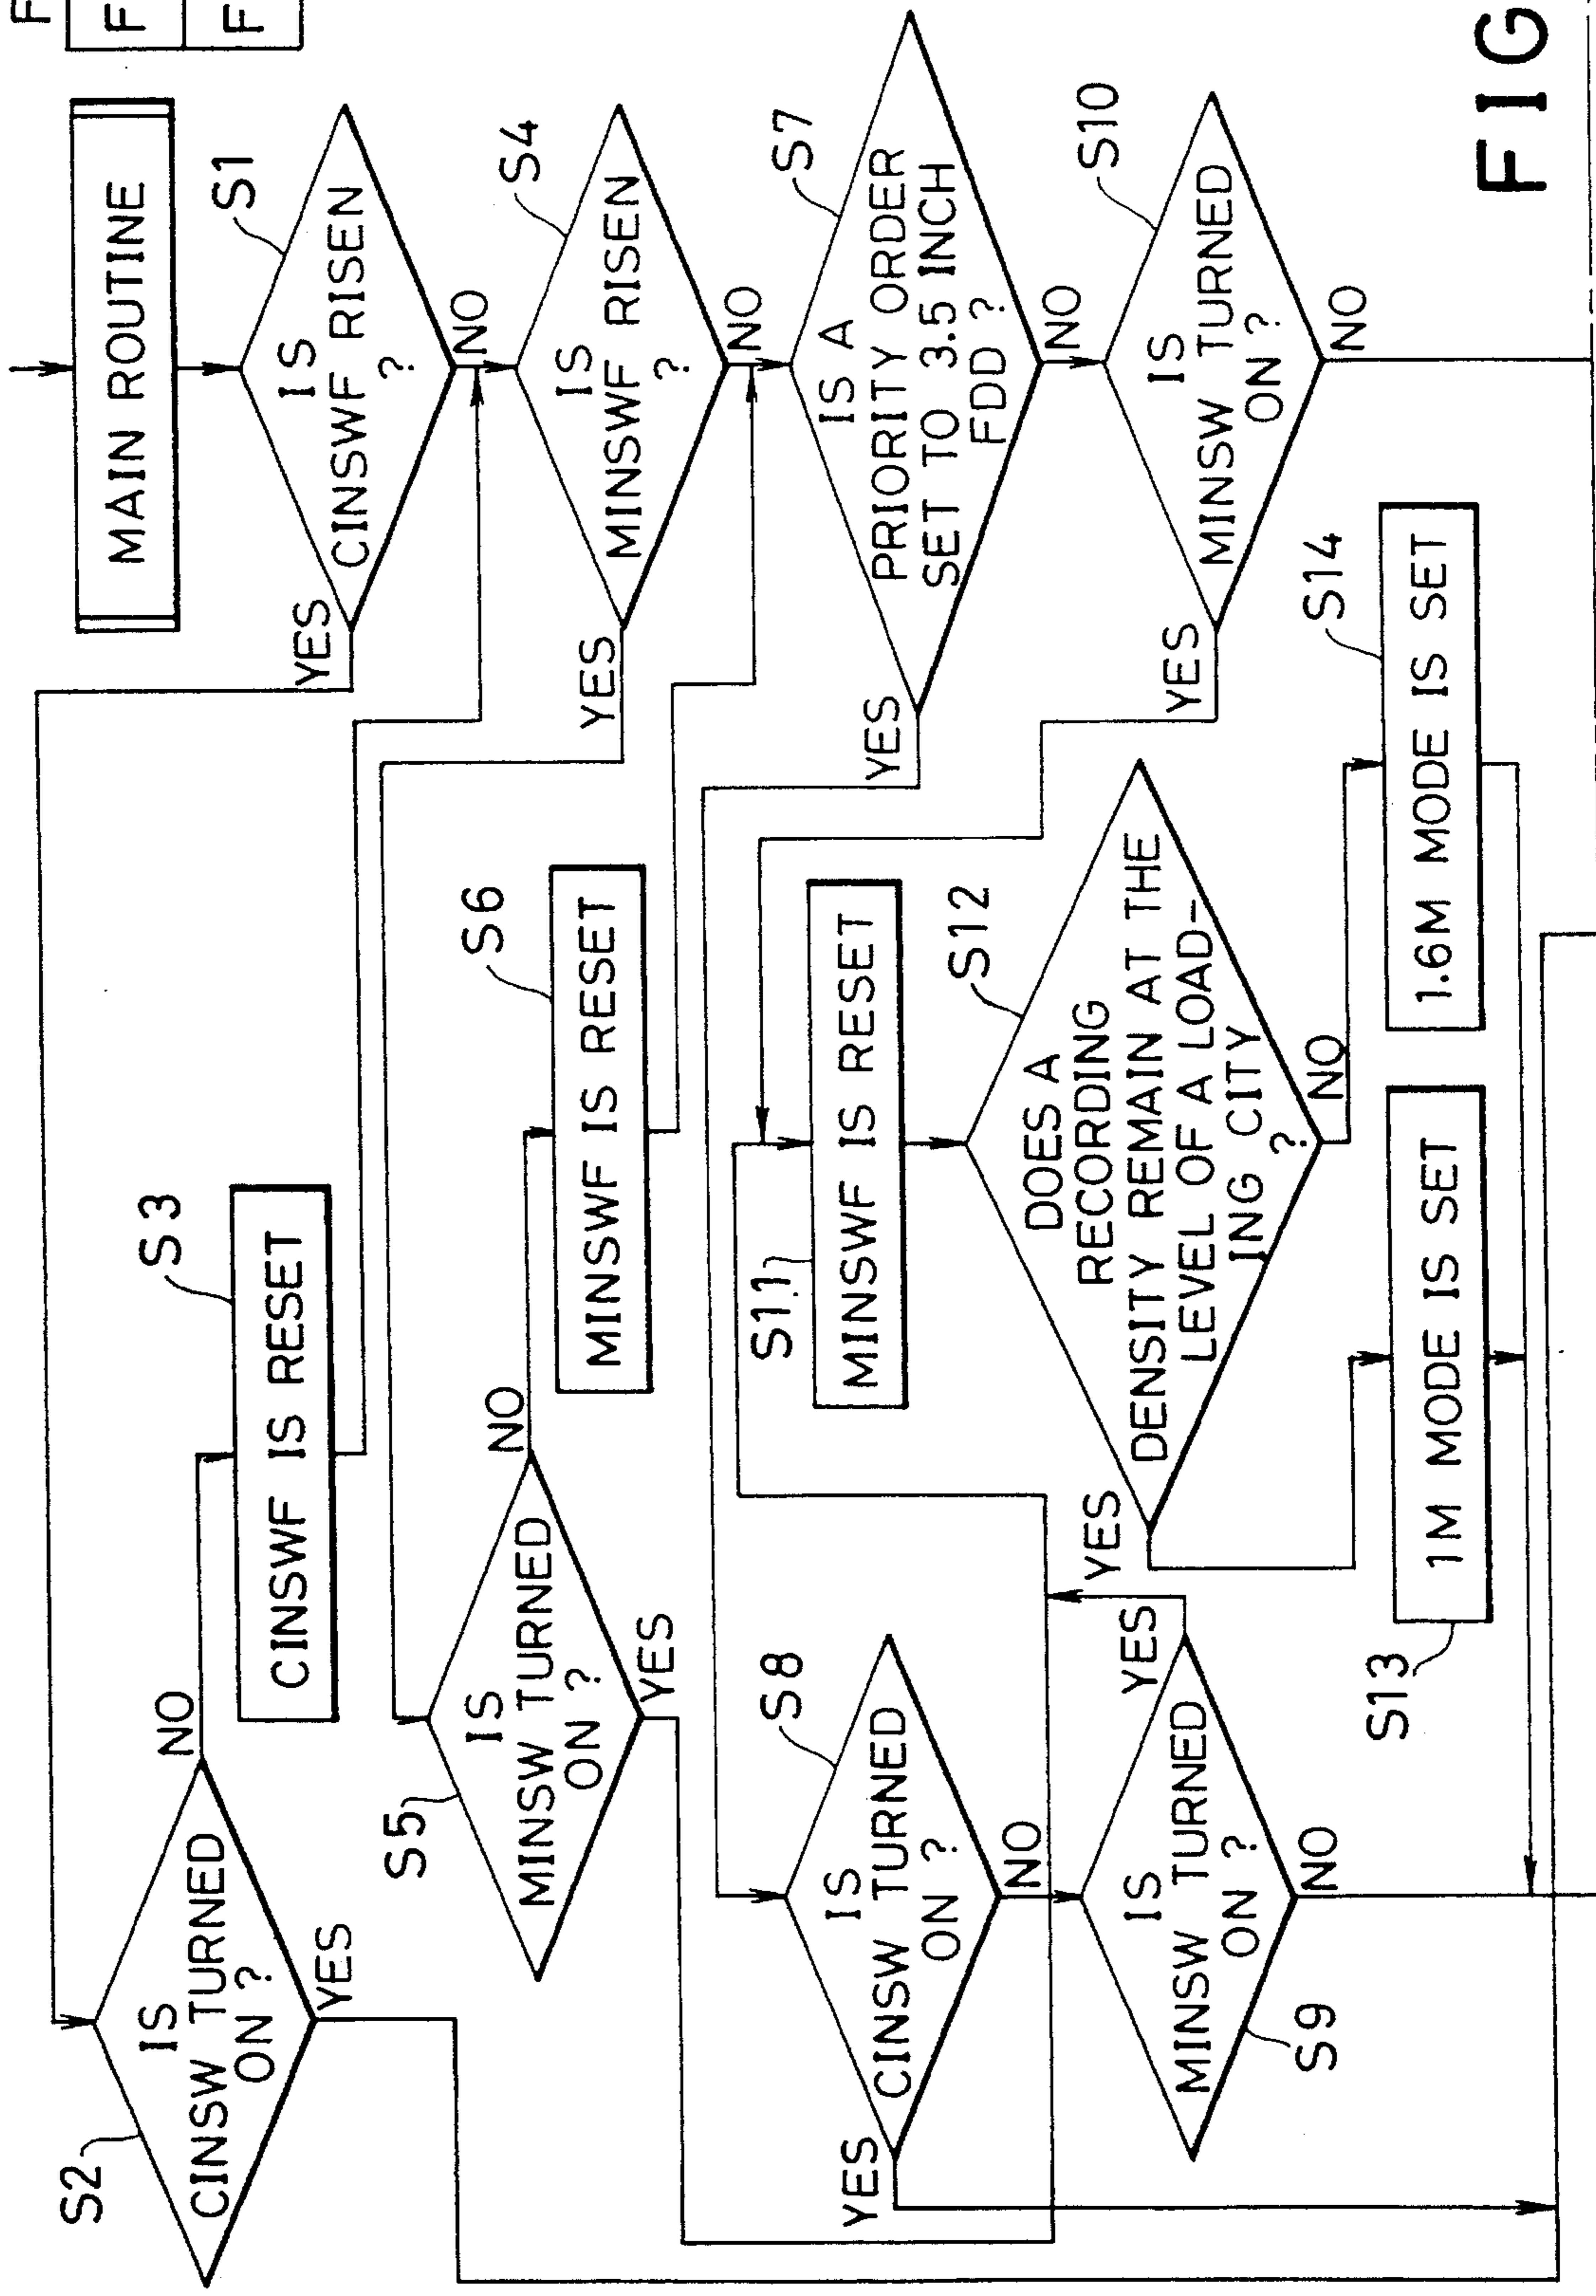 F
F
F
MAIN ROUTINE
S1
IS
CINSWF RISEN
?
YES
NO
S2
IS
CINSW TURNED
ON ?
NO
YES
S3
CINSWF IS RESET
S4
IS
MINSWF RISEN
?
YES
NO
S5
IS
MINSW TURNED
ON ?
NO
YES
S6
MINSWF IS RESET
S7
IS A
PRIORITY ORDER
SET TO 3.5 INCH
FDD ?
YES
NO
S8
IS
CINSW TURNED
ON ?
YES
NO
S9
IS
MINSW TURNED
ON ?
YES
NO
S10
IS
MINSW TURNED
ON ?
YES
NO
S11
MINSWF IS RESET
S12
DOES A
RECORDING
DENSITY REMAIN AT THE
LEVEL OF A LOAD-
ING CITY
?
YES
NO
S13
1M MODE IS SET
S14
1.6M MODE IS SET
FIG